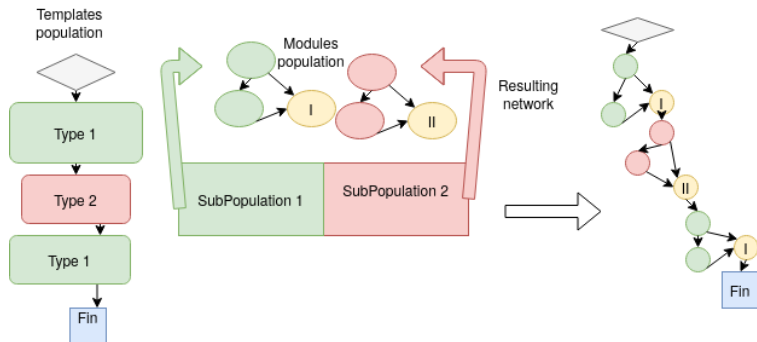 Templates
population
Type 1
Type 2
Type 1
Fin
Modules
population
I
II
SubPopulation 1
SubPopulation 2
Resulting
network
I
II
I
Fin